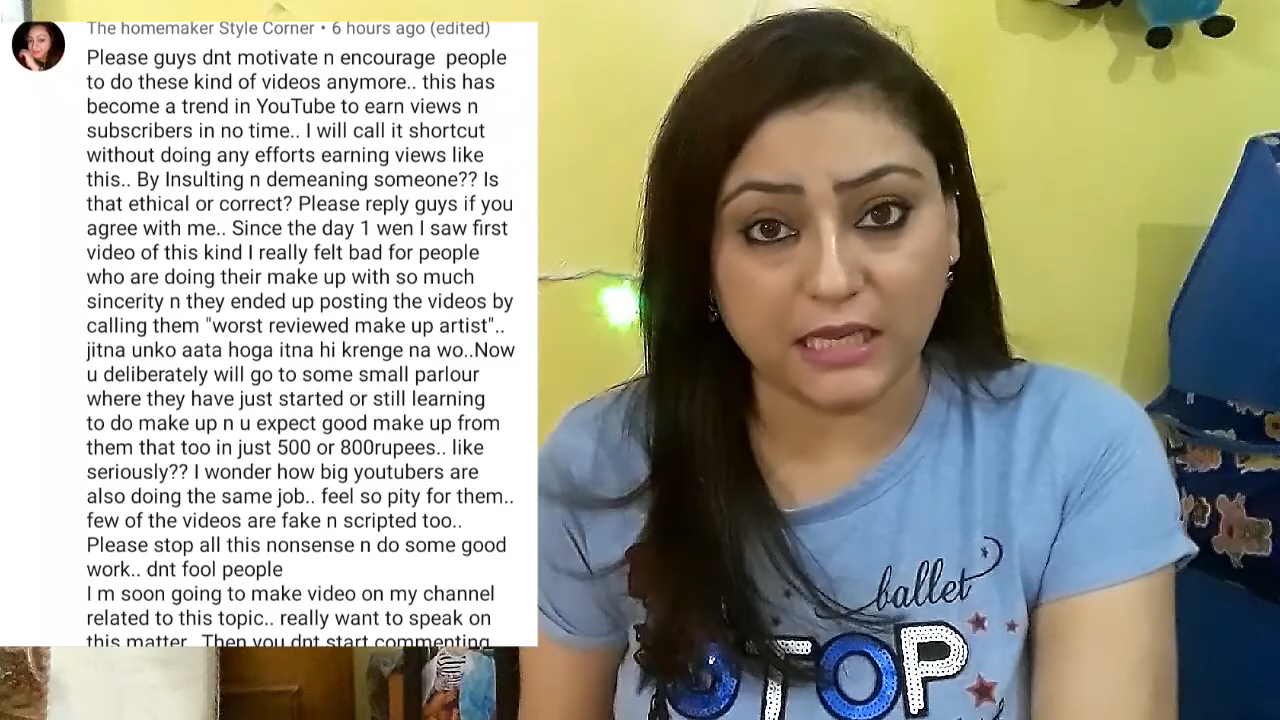 The homemaker Style Corner • 6 hours ago (edited)
Please guys dnt motivate n encourage people
to do these kind of videos anymore.. this has
become a trend in YouTube to earn views n
subscribers in no time.. I will call it shortcut
without doing any efforts earning views like
this.. By Insulting n demeaning someone?? Is
that ethical or correct? Please reply guys if you
agree with me.. Since the day 1 wen I saw first
video of this kind I really felt bad for people
who are doing their make up with so much
sincerity n they ended up posting the videos by
calling them "worst reviewed make up artist"..
jitna unko aata hoga itna hi krenge na wo..Now
u deliberately will go to some small parlour
where they have just started or still learning
to do make up n u expect good make up from
them that too in just 500 or 800rupees.. like
seriously?? I wonder how big youtubers are
also doing the same job.. feel so pity for them..
few of the videos are fake n scripted too..
Please stop all this nonsense n do some good
work.. dnt fool people
I m soon going to make video on my channel
related to this topic.. really want to speak on
this matter.. Then you dnt start commenting
ballet
TOP